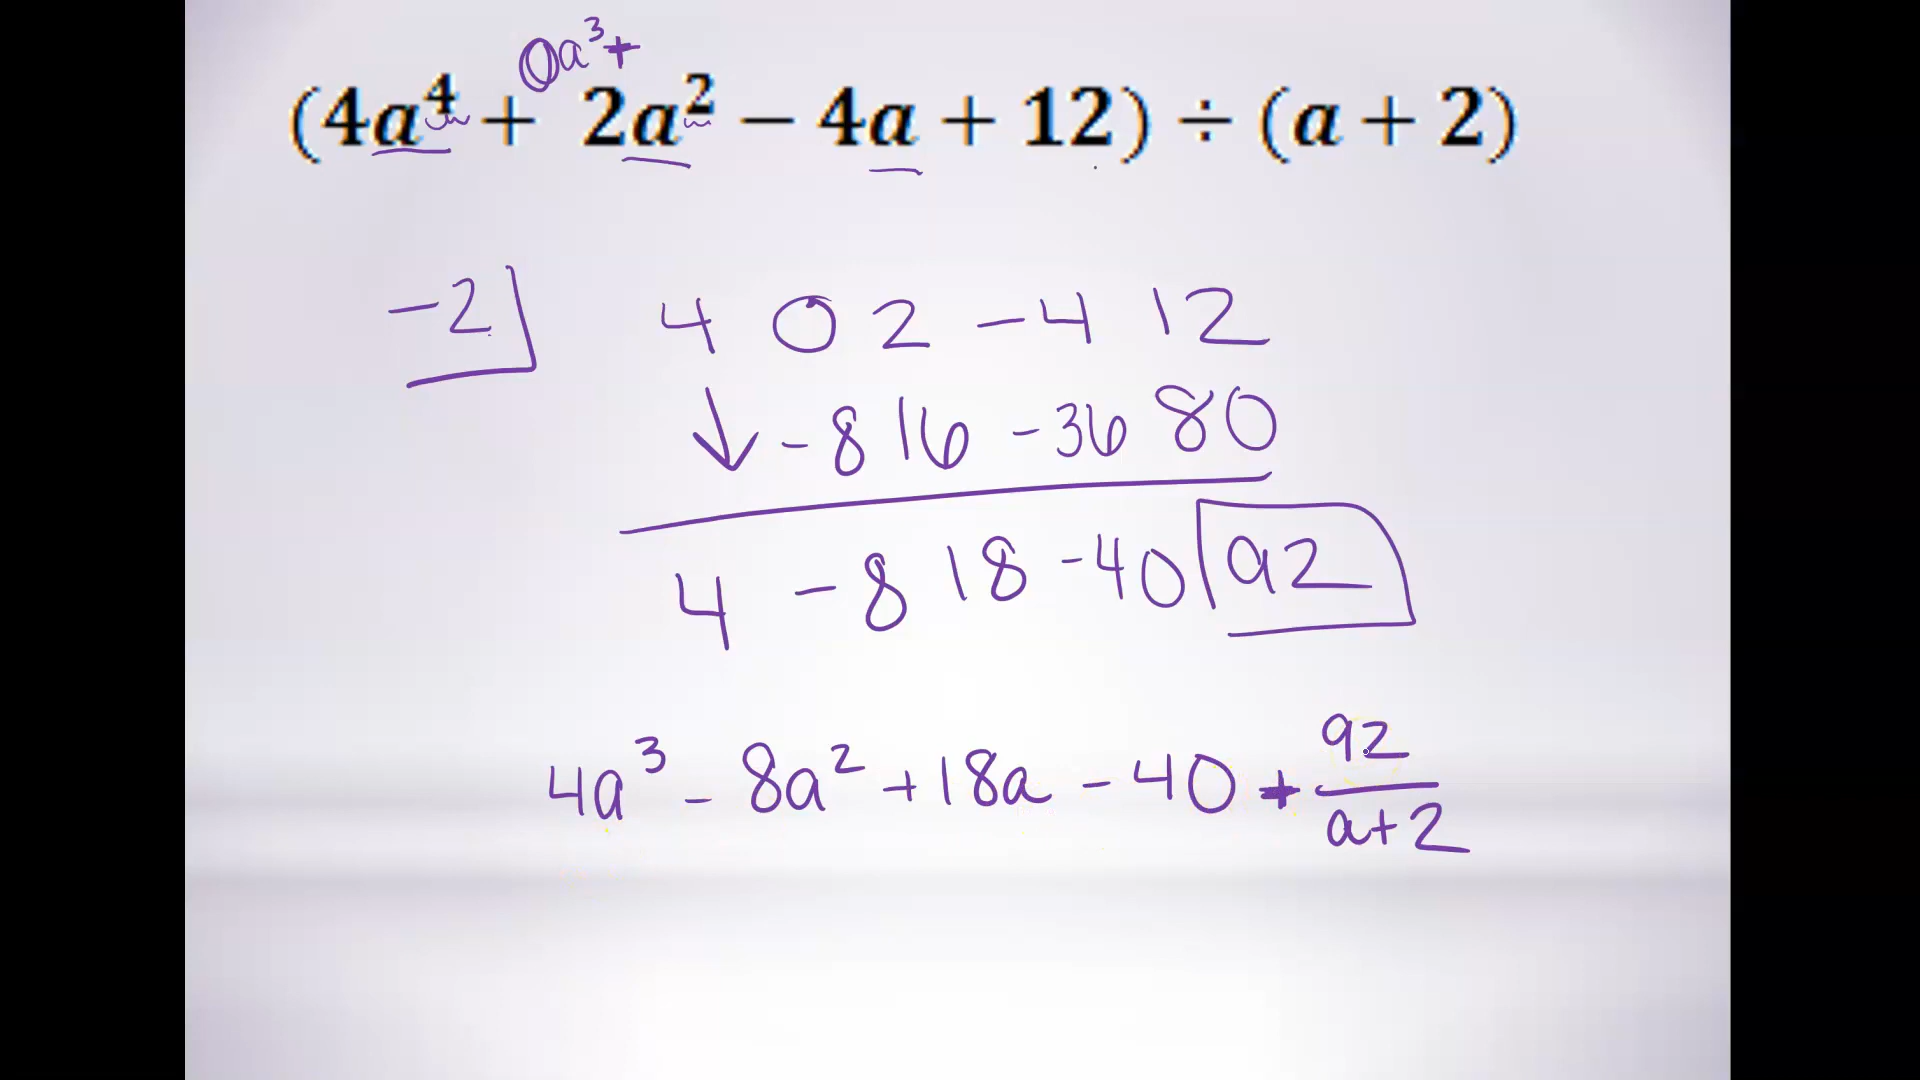 0a³+
(4a⁴ + 2a² − 4a + 12) ÷ (a + 2)
-2 4 0 2 -4 12
↓ -8 16 -36 80
4 -8 18 -40 92
4a³ - 8a² + 18a - 40 + 92/(a+2)